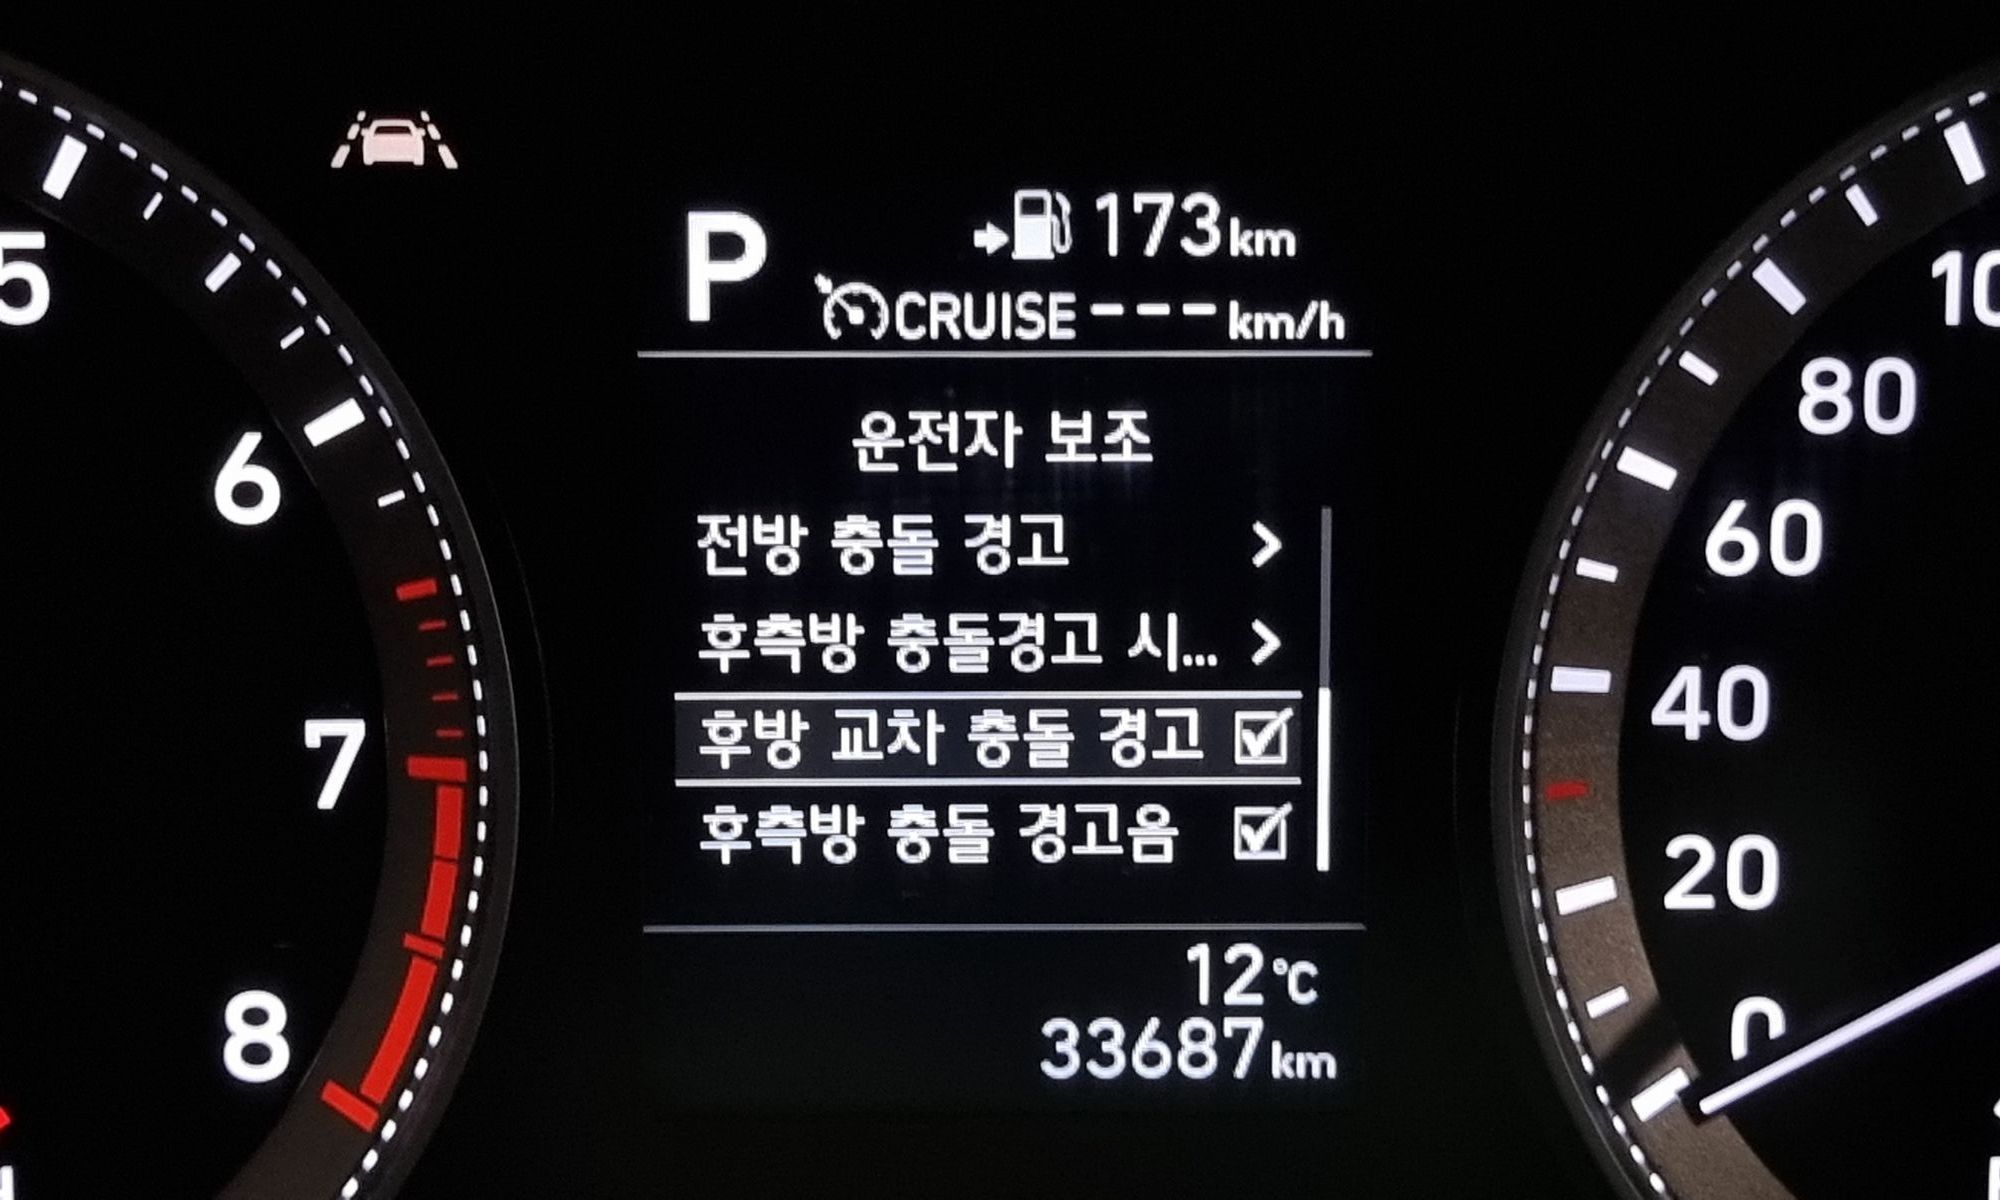 P
173km
CRUISE ---km/h
운전자 보조
전방 충돌 경고 >
후측방 충돌경고 시... >
후방 교차 충돌 경고
후측방 충돌 경고음
12℃
33687km
5
6
7
8
10
80
60
40
20
0